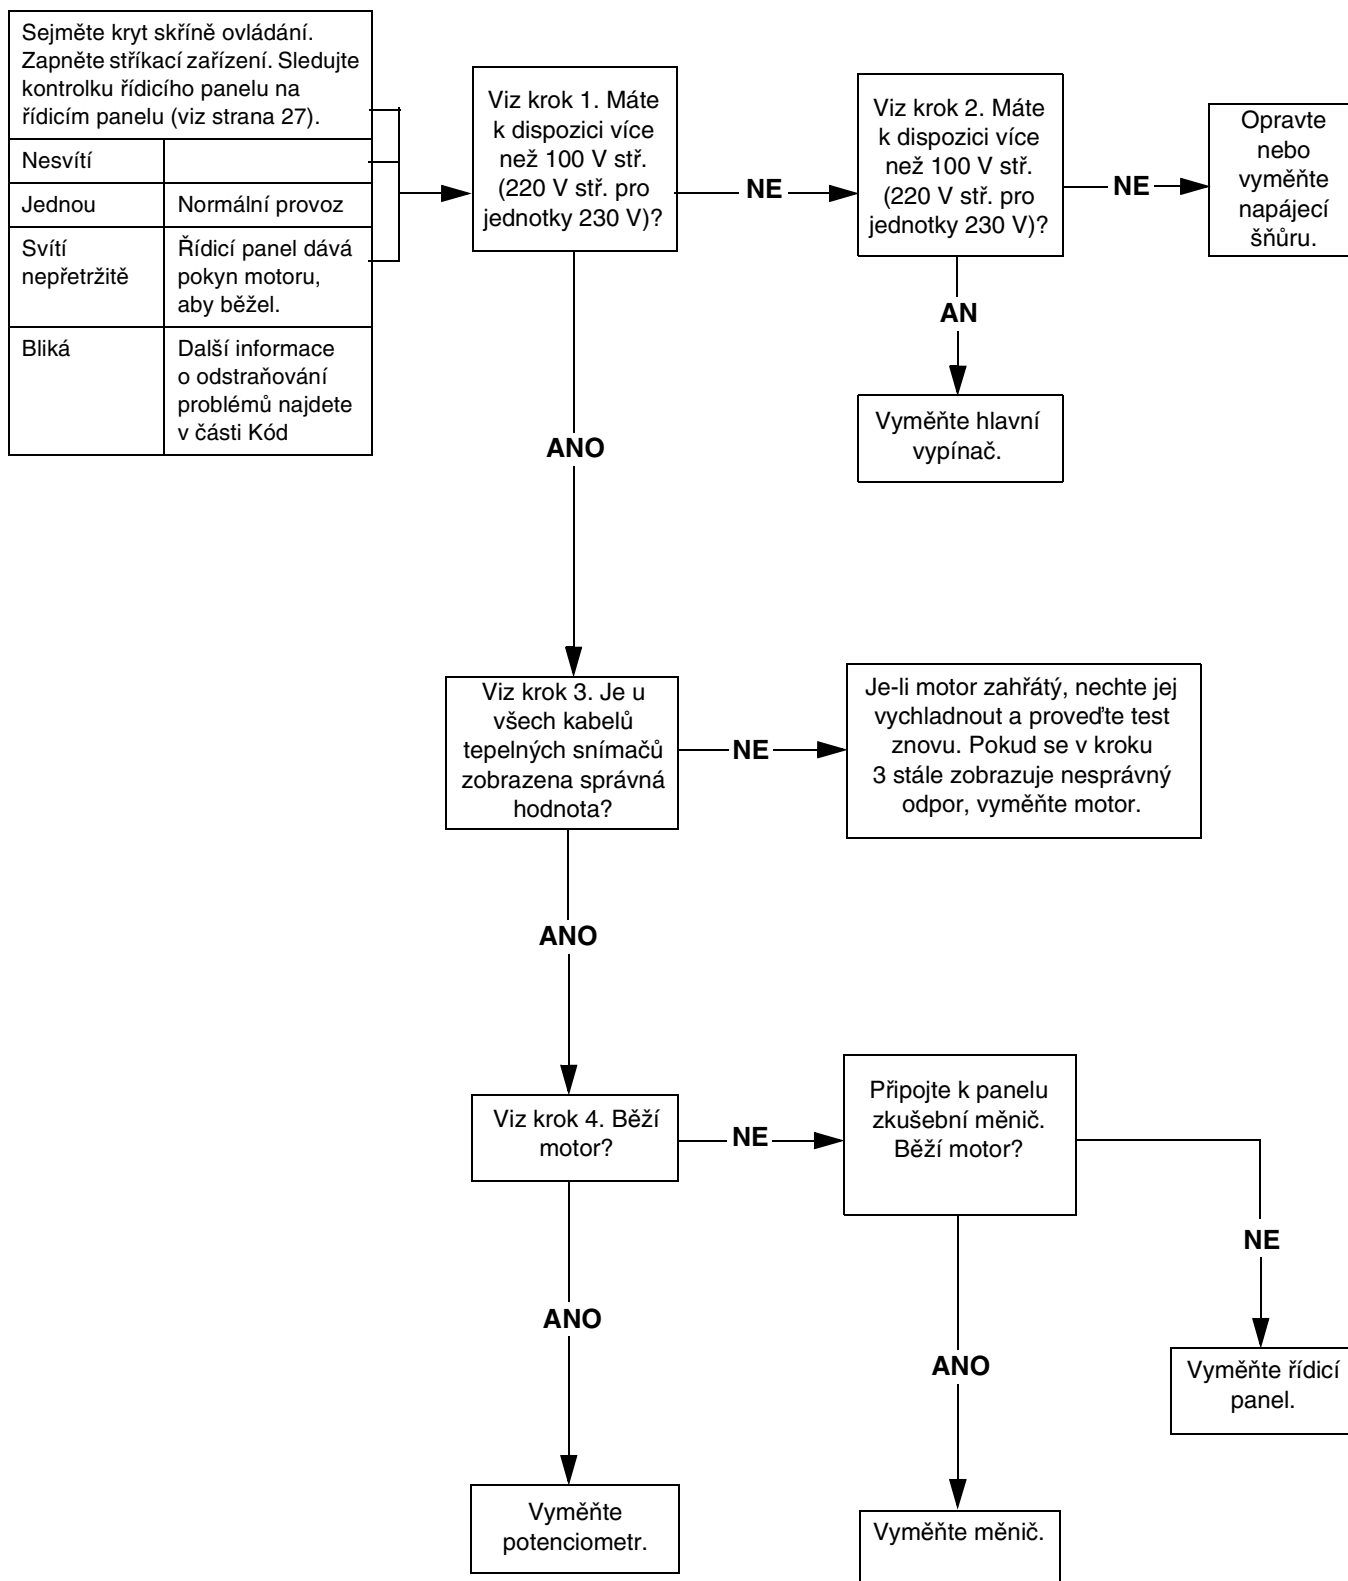 Sejměte kryt skříně ovládání.
Zapněte stříkací zařízení. Sledujte
kontrolku řídicího panelu na
řídicím panelu (viz strana 27).
Nesvítí
Jednou
Normální provoz
Svítí
nepřetržitě
Řídicí panel dává
pokyn motoru,
aby běžel.
Bliká
Další informace
o odstraňování
problémů najdete
v části Kód
Viz krok 1. Máte
k dispozici více
než 100 V stř.
(220 V stř. pro
jednotky 230 V)?
NE
Viz krok 2. Máte
k dispozici více
než 100 V stř.
(220 V stř. pro
jednotky 230 V)?
NE
Opravte
nebo
vyměňte
napájecí
šňůru.
AN
Vyměňte hlavní
vypínač.
ANO
Viz krok 3. Je u
všech kabelů
tepelných snímačů
zobrazena správná
hodnota?
NE
Je-li motor zahřátý, nechte jej
vychladnout a proveďte test
znovu. Pokud se v kroku
3 stále zobrazuje nesprávný
odpor, vyměňte motor.
ANO
Viz krok 4. Běží
motor?
NE
Připojte k panelu
zkušební měnič.
Běží motor?
NE
Vyměňte řídicí
panel.
ANO
ANO
Vyměňte
potenciometr.
Vyměňte měnič.